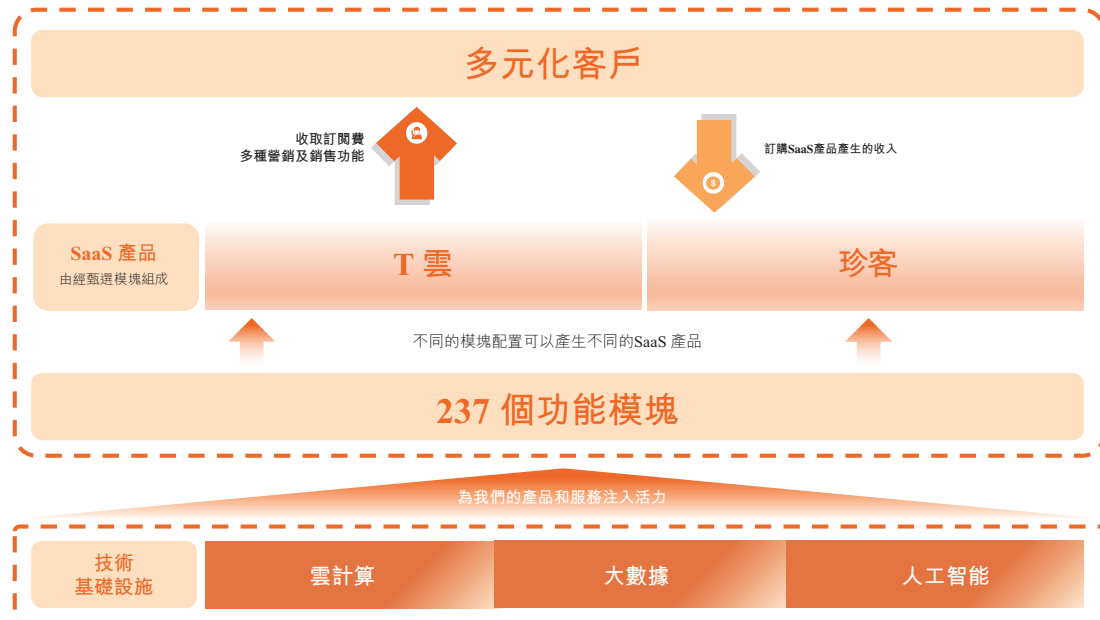 多元化客戶
收取訂閱費
多種營銷及銷售功能
訂購SaaS產品產生的收入
SaaS 產品
由經甄選模塊組成
T 雲
珍客
不同的模塊配置可以產生不同的SaaS 產品
237 個功能模塊
為我們的產品和服務注入活力
技術
基礎設施
雲計算
大數據
人工智能